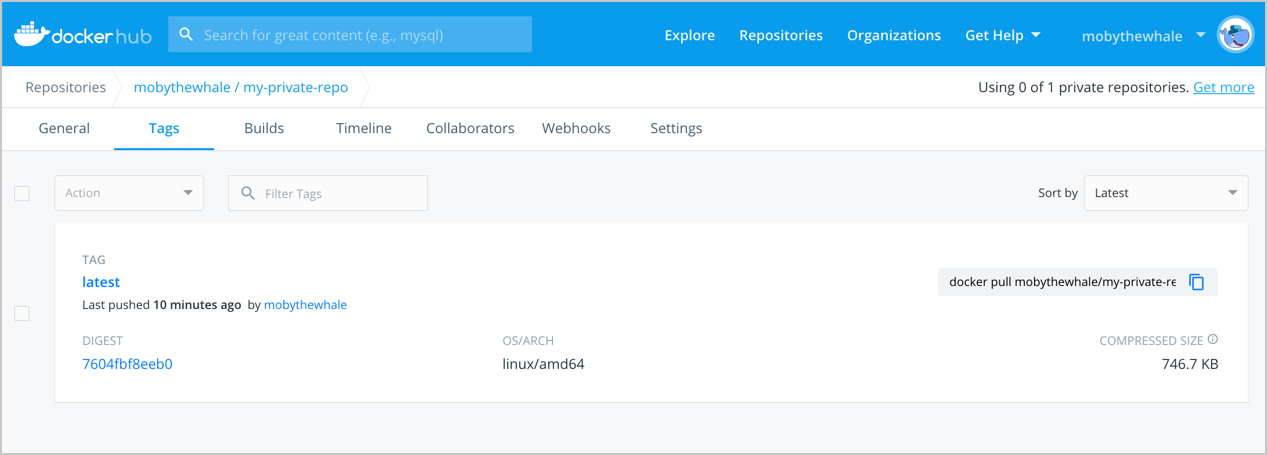 dockerhub
Search for great content (e.g., mysql)
Explore
Repositories
Organizations
Get Help
mobythewhale
Repositories
mobythewhale / my-private-repo
Using 0 of 1 private repositories. Get more
General
Tags
Builds
Timeline
Collaborators
Webhooks
Settings
Action
Filter Tags
Sort by
Latest
TAG
latest
docker pull mobythewhale/my-private-re
Last pushed 10 minutes ago by mobythewhale
DIGEST
OS/ARCH
COMPRESSED SIZE
7604fbf8eeb0
linux/amd64
746.7 KB